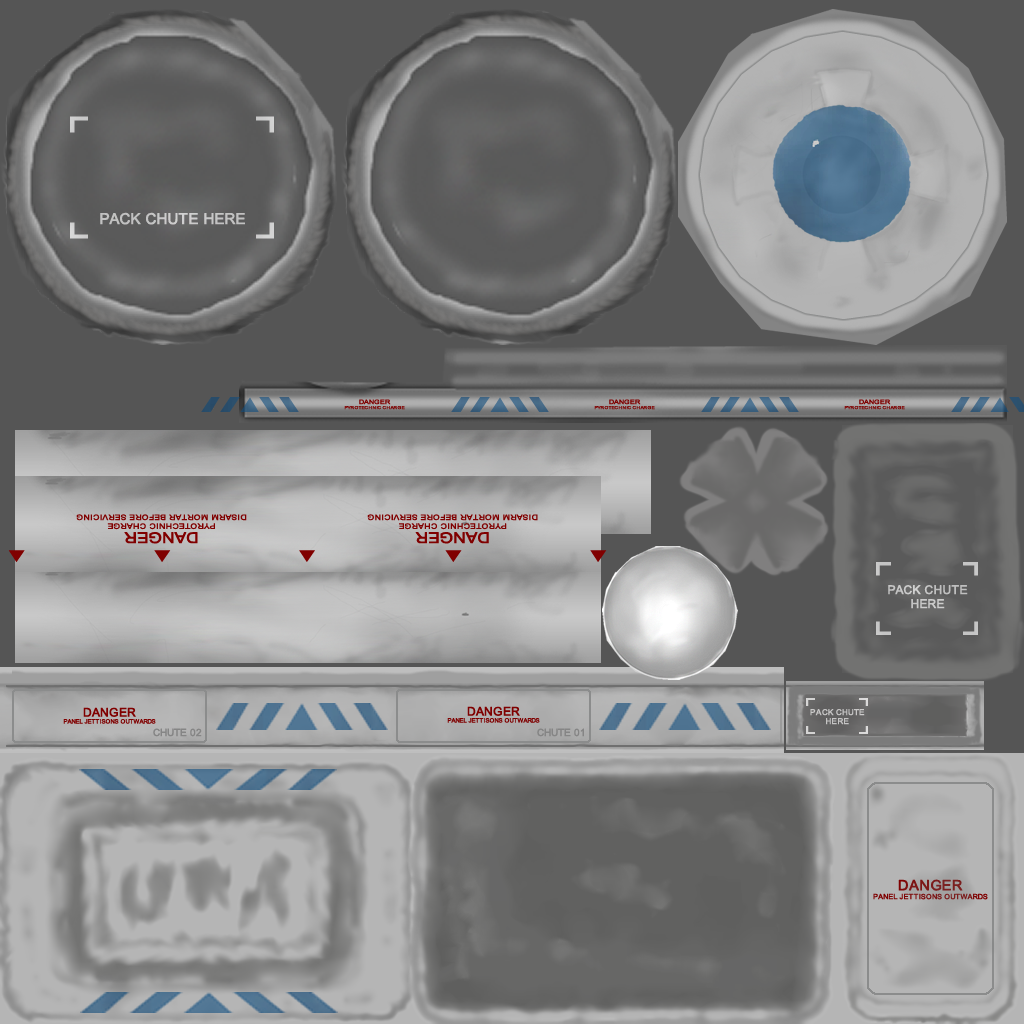 PACK CHUTE HERE
DANGER
PYROTECHNIC CHARGE
DANGER
PYROTECHNIC CHARGE
DANGER
PYROTECHNIC CHARGE
DANGER
PYROTECHNIC CHARGE
DISARM MORTAR BEFORE SERVICING
DANGER
PYROTECHNIC CHARGE
DISARM MORTAR BEFORE SERVICING
PACK CHUTE
HERE
DANGER
PANEL JETTISONS OUTWARDS
CHUTE 02
DANGER
PANEL JETTISONS OUTWARDS
CHUTE 01
PACK CHUTE
HERE
DANGER
PANEL JETTISONS OUTWARDS